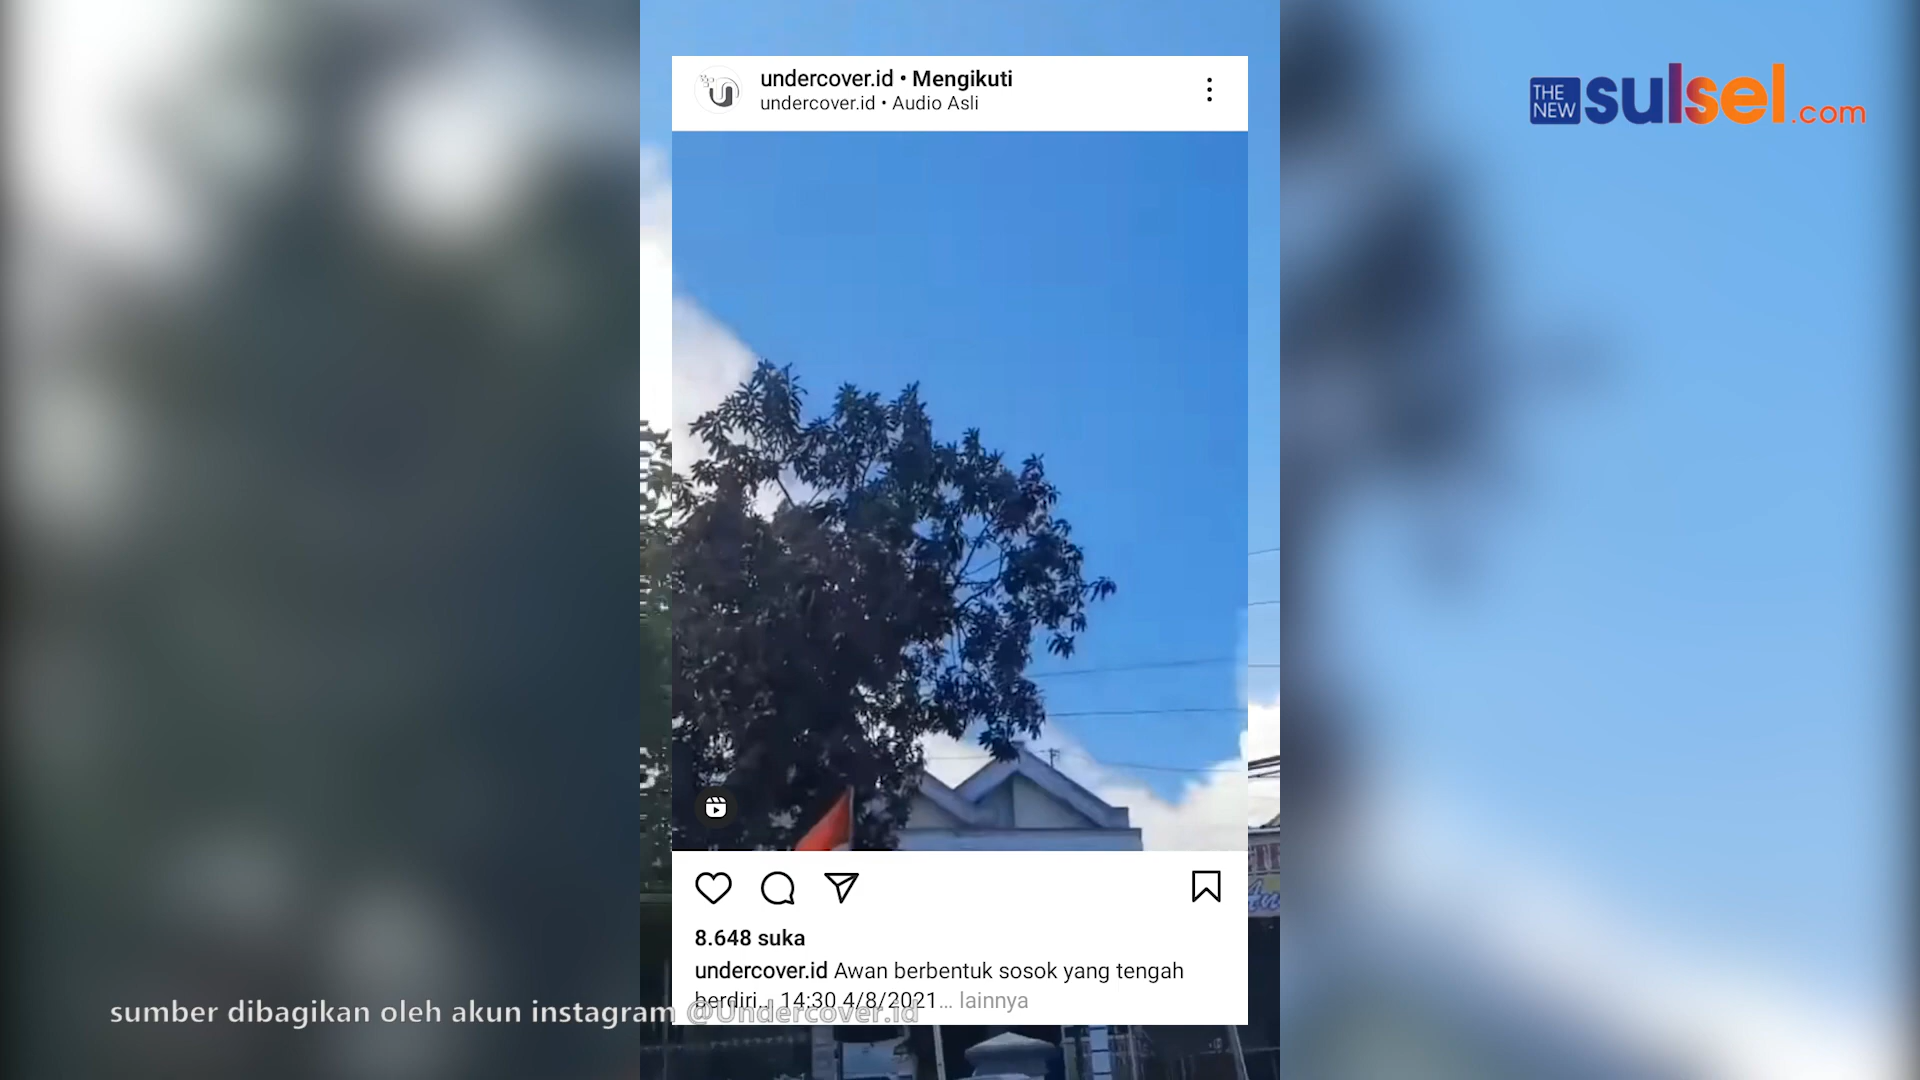 undercover.id • Mengikuti
undercover.id • Audio Asli
THE NEW sulsel.com
8.648 suka
undercover.id Awan berbentuk sosok yang tengah
berdiri... 14:30 4/8/2021... lainnya
sumber dibagikan oleh akun instagram @Undercover.id